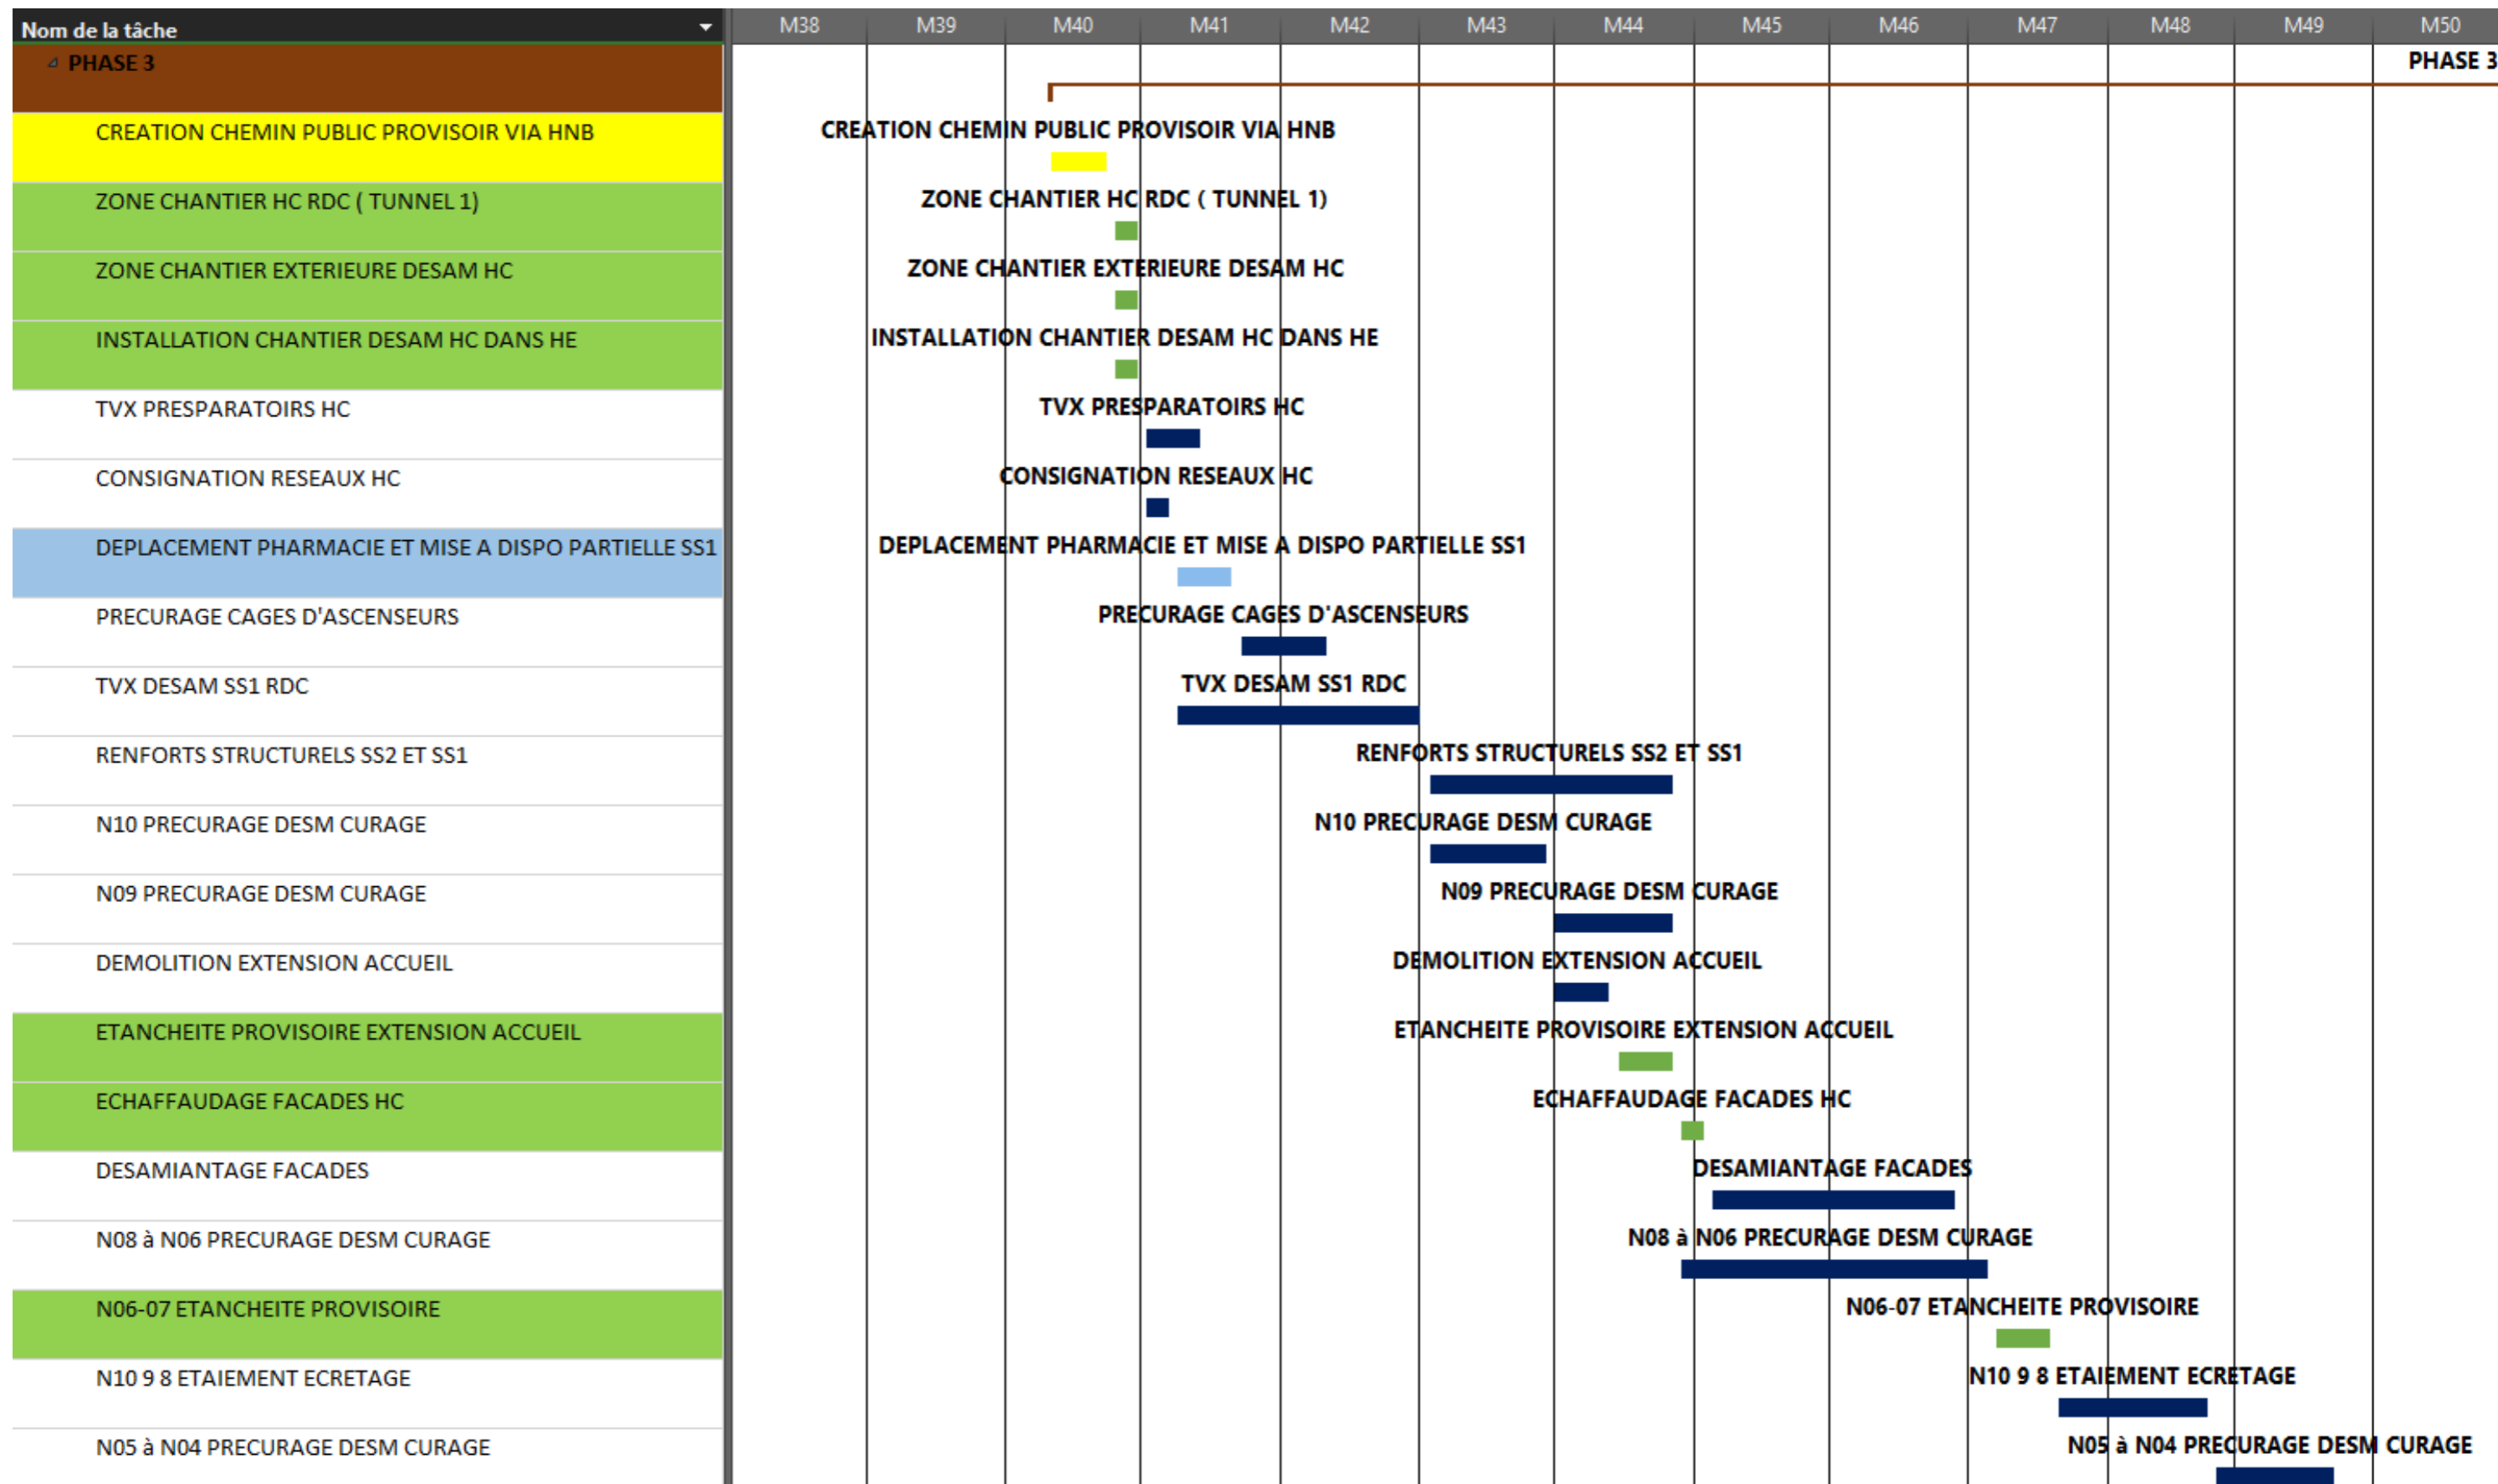 Nom de la tâche M38 M39 M40 M41 M42 M43 M44 M45 M46 M47 M48 M49 M50
PHASE 3 PHASE 3
CREATION CHEMIN PUBLIC PROVISOIR VIA HNB CREATION CHEMIN PUBLIC PROVISOIR VIA HNB
ZONE CHANTIER HC RDC ( TUNNEL 1) ZONE CHANTIER HC RDC ( TUNNEL 1)
ZONE CHANTIER EXTERIEURE DESAM HC ZONE CHANTIER EXTERIEURE DESAM HC
INSTALLATION CHANTIER DESAM HC DANS HE INSTALLATION CHANTIER DESAM HC DANS HE
TVX PRESPARATOIRS HC TVX PRESPARATOIRS HC
CONSIGNATION RESEAUX HC CONSIGNATION RESEAUX HC
DEPLACEMENT PHARMACIE ET MISE A DISPO PARTIELLE SS1 DEPLACEMENT PHARMACIE ET MISE A DISPO PARTIELLE SS1
PRECURAGE CAGES D'ASCENSEURS PRECURAGE CAGES D'ASCENSEURS
TVX DESAM SS1 RDC TVX DESAM SS1 RDC
RENFORTS STRUCTURELS SS2 ET SS1 RENFORTS STRUCTURELS SS2 ET SS1
N10 PRECURAGE DESM CURAGE N10 PRECURAGE DESM CURAGE
N09 PRECURAGE DESM CURAGE N09 PRECURAGE DESM CURAGE
DEMOLITION EXTENSION ACCUEIL DEMOLITION EXTENSION ACCUEIL
ETANCHEITE PROVISOIRE EXTENSION ACCUEIL ETANCHEITE PROVISOIRE EXTENSION ACCUEIL
ECHAFFAUDAGE FACADES HC ECHAFFAUDAGE FACADES HC
DESAMIANTAGE FACADES DESAMIANTAGE FACADES
N08 à N06 PRECURAGE DESM CURAGE N08 à N06 PRECURAGE DESM CURAGE
N06-07 ETANCHEITE PROVISOIRE N06-07 ETANCHEITE PROVISOIRE
N10 9 8 ETAIEMENT ECRETAGE N10 9 8 ETAIEMENT ECRETAGE
N05 à N04 PRECURAGE DESM CURAGE N05 à N04 PRECURAGE DESM CURAGE